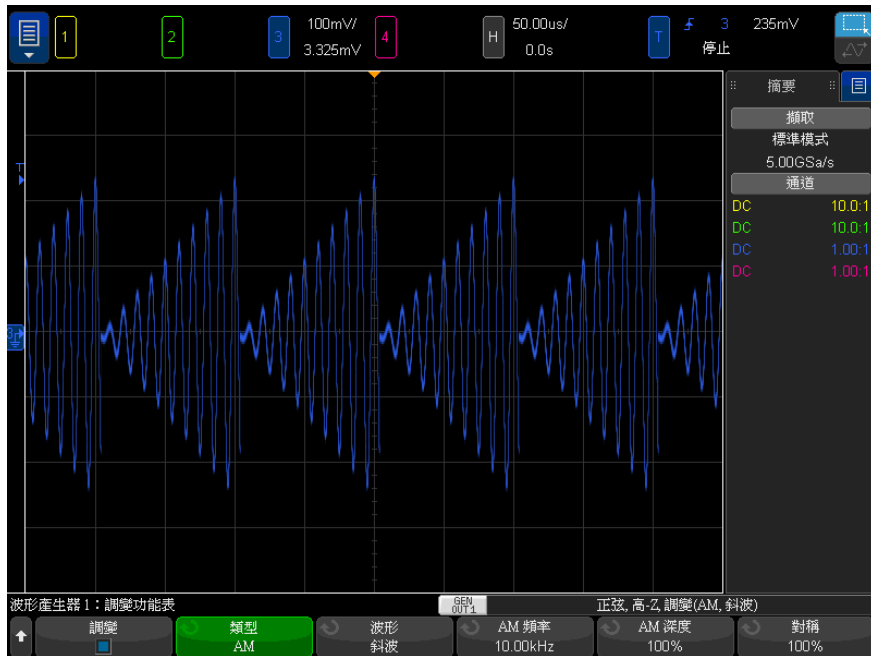 1
2
3
100mV/
3.325mV
4
H
50.00us/
0.0s
T
3
235mV
停止
摘要
擷取
標準模式
5.00GSa/s
通道
DC 10.0:1
DC 10.0:1
DC 1.00:1
DC 1.00:1
T
3
波形產生器 1：調變功能表
GEN
OUT1
正弦, 高-Z, 調變(AM, 斜波)
調變
類型
AM
波形
斜波
AM 頻率
10.00kHz
AM 深度
100%
對稱
100%